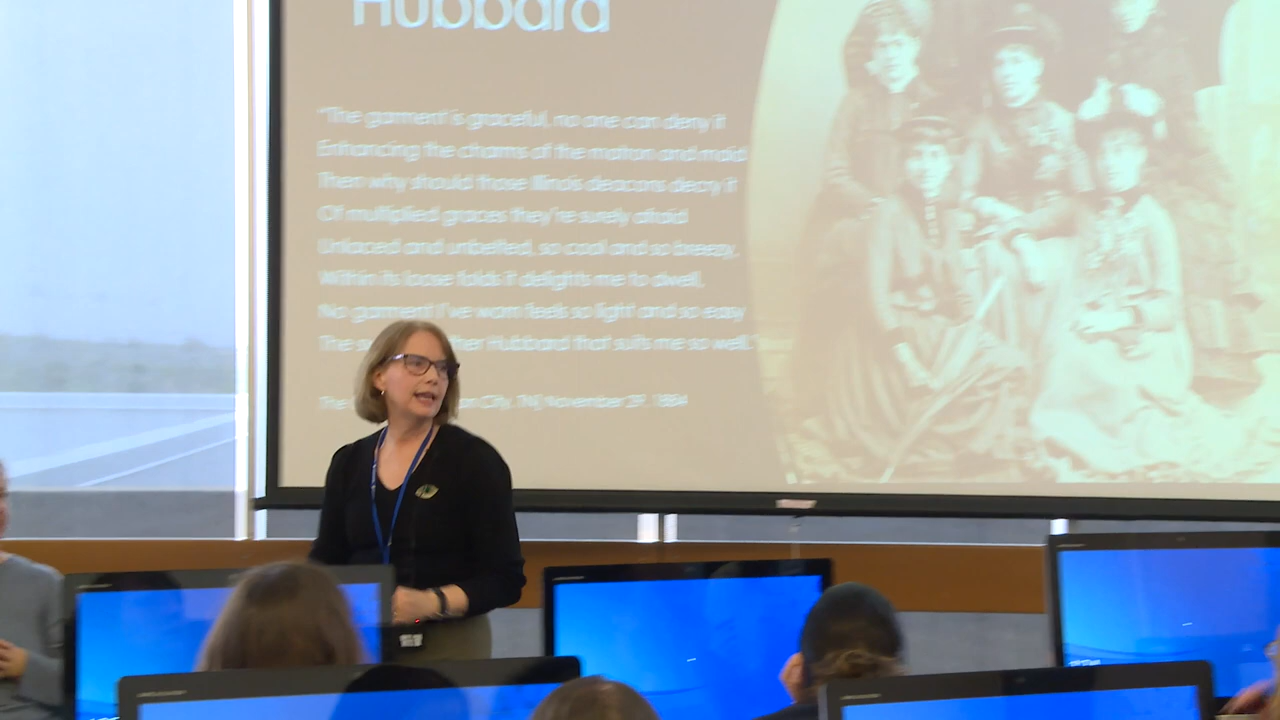 Hubbard
"The garment is graceful, no one can deny it
Enhancing the charms of the matron and maid
Then why should those Illinois deacons decry it
Of multiplied graces they're surely afraid
Unlaced and unbelted, so cool and so breezy,
Within its loose folds it delights me to dwell,
No garment I've worn feels so light and so easy
The Hubbard that suits me so well."
City, November 29, 1884